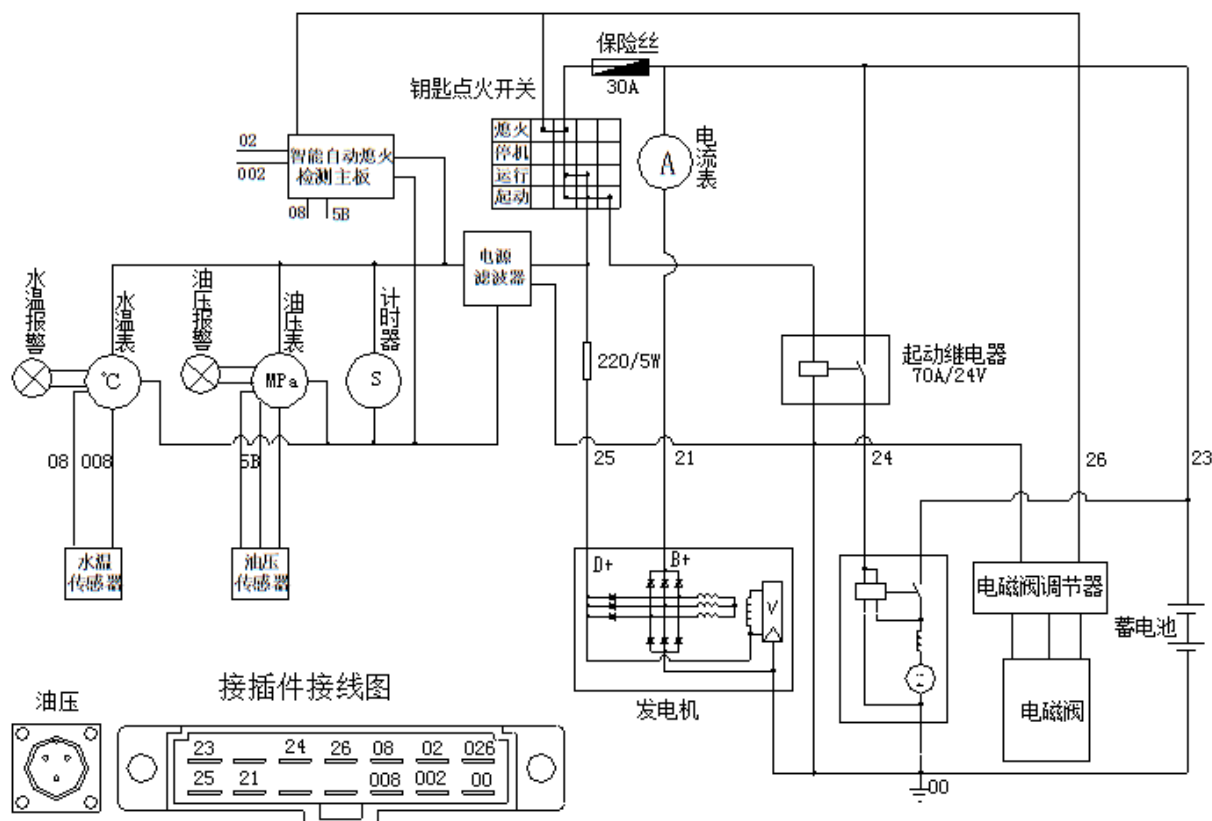 保险丝
30A
钥匙点火开关
熄火
停机
运行
起动
A
电流表
02
002
智能自动熄火
检测主板
08
5B
电源
滤波器
水温报警
水温表
油压报警
油压表
计时器
℃
MPa
S
220/5W
起动继电器
70A/24V
08
008
5B
25
21
24
26
23
水温
传感器
油压
传感器
D+
B+
V
发电机
电磁阀调节器
电磁阀
蓄电池
00
接插件接线图
油压
23
24
26
08
02
026
25
21
008
002
00